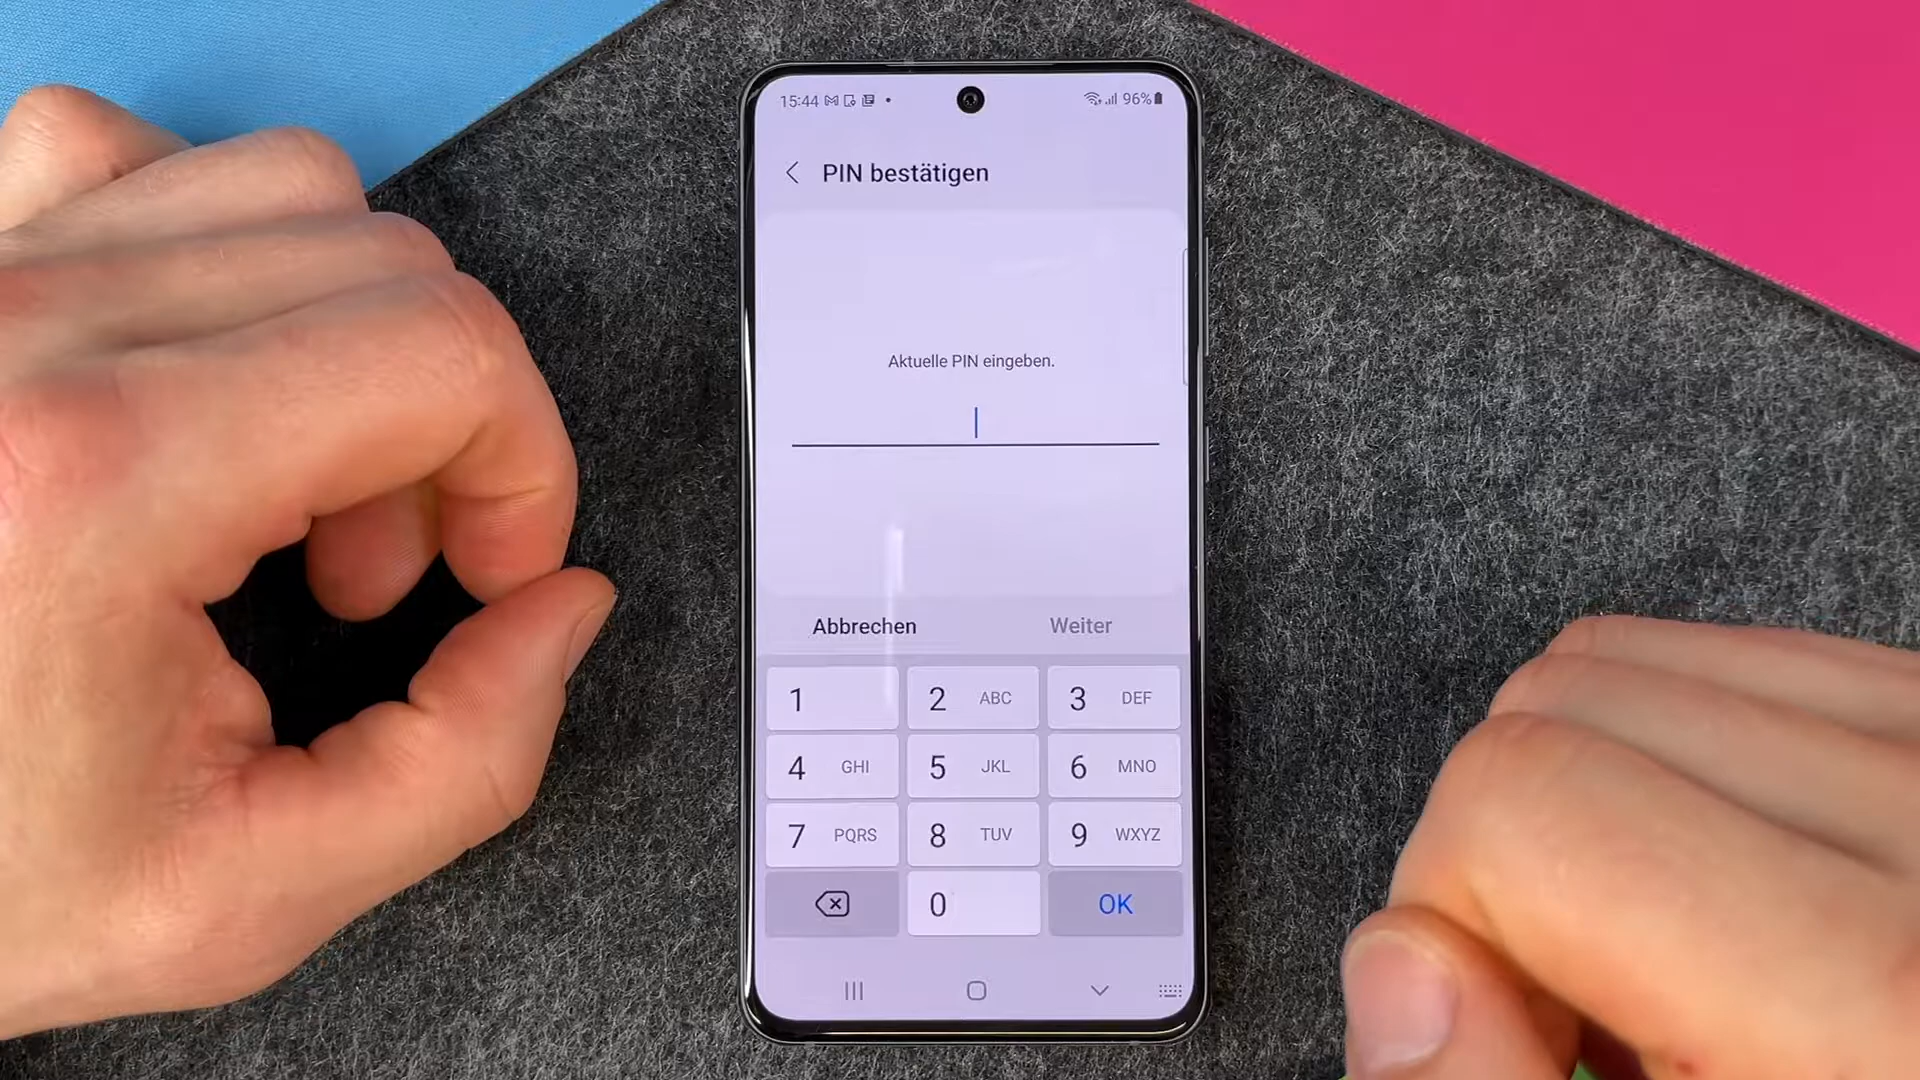 15:44 96%
PIN bestätigen
Aktuelle PIN eingeben.
Abbrechen Weiter
1 2 ABC 3 DEF
4 GHI 5 JKL 6 MNO
7 PQRS 8 TUV 9 WXYZ
0 OK